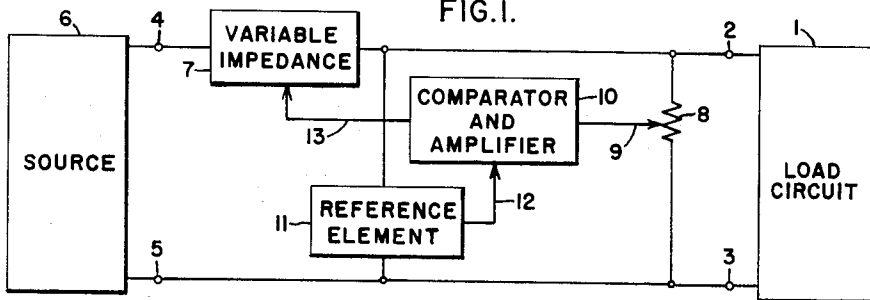 FIG.1.
6
4
VARIABLE
IMPEDANCE
7
2
1
COMPARATOR
AND
AMPLIFIER
10
8
13
9
SOURCE
LOAD
CIRCUIT
REFERENCE
ELEMENT
11
12
5
3